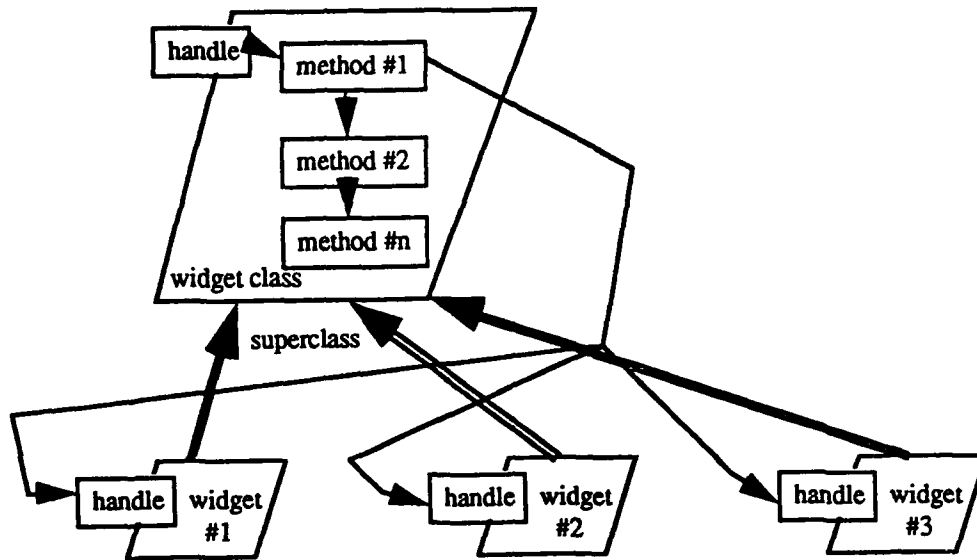 handle
method #1
method #2
method #n
widget class
superclass
handle
widget
#1
handle
widget
#2
handle
widget
#3